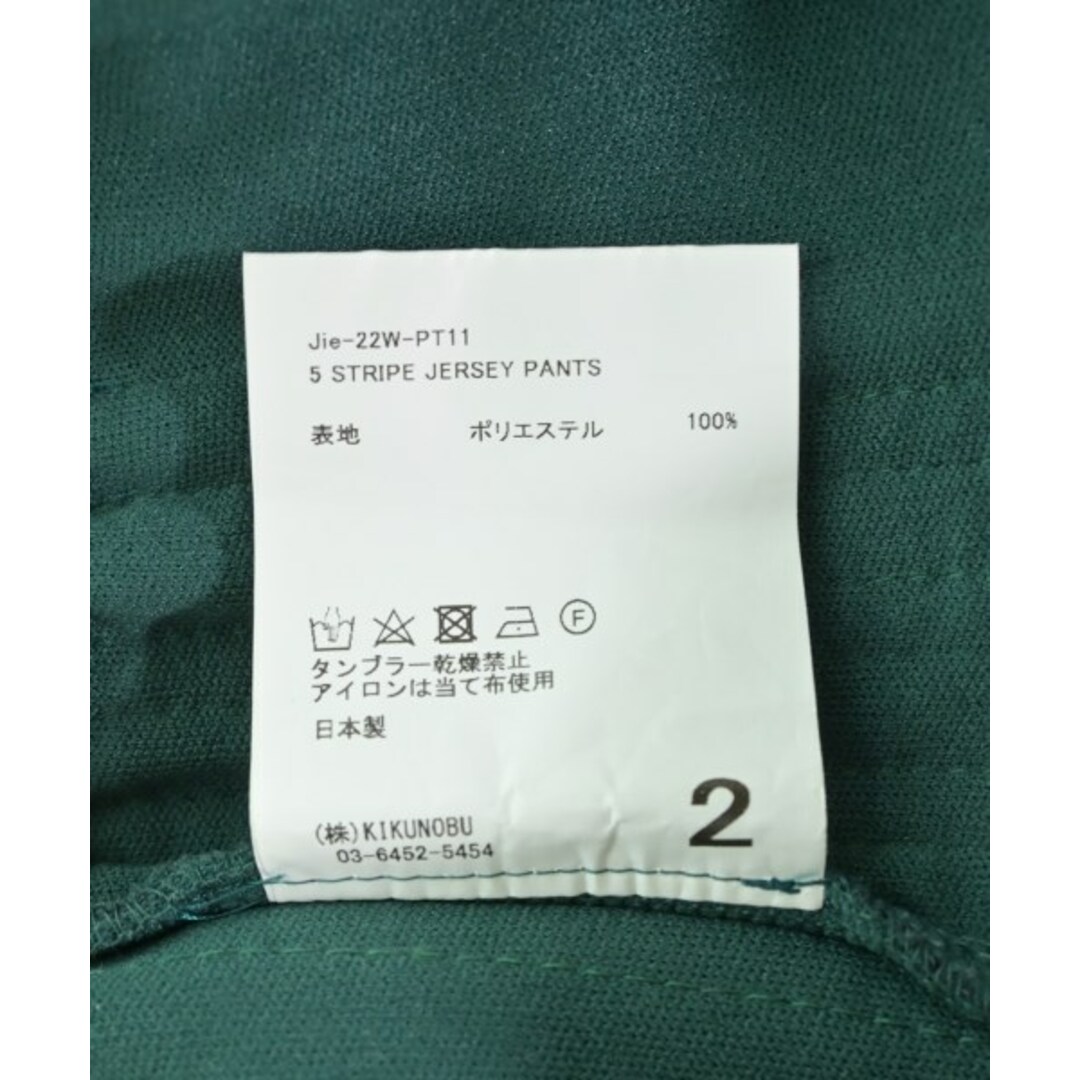 Jie-22W-PT11
5 STRIPE JERSEY PANTS
表地 ポリエステル 100%
F
タンブラー乾燥禁止
アイロンは当て布使用
日本製
2
(株)KIKUNOBU
03-6452-5454